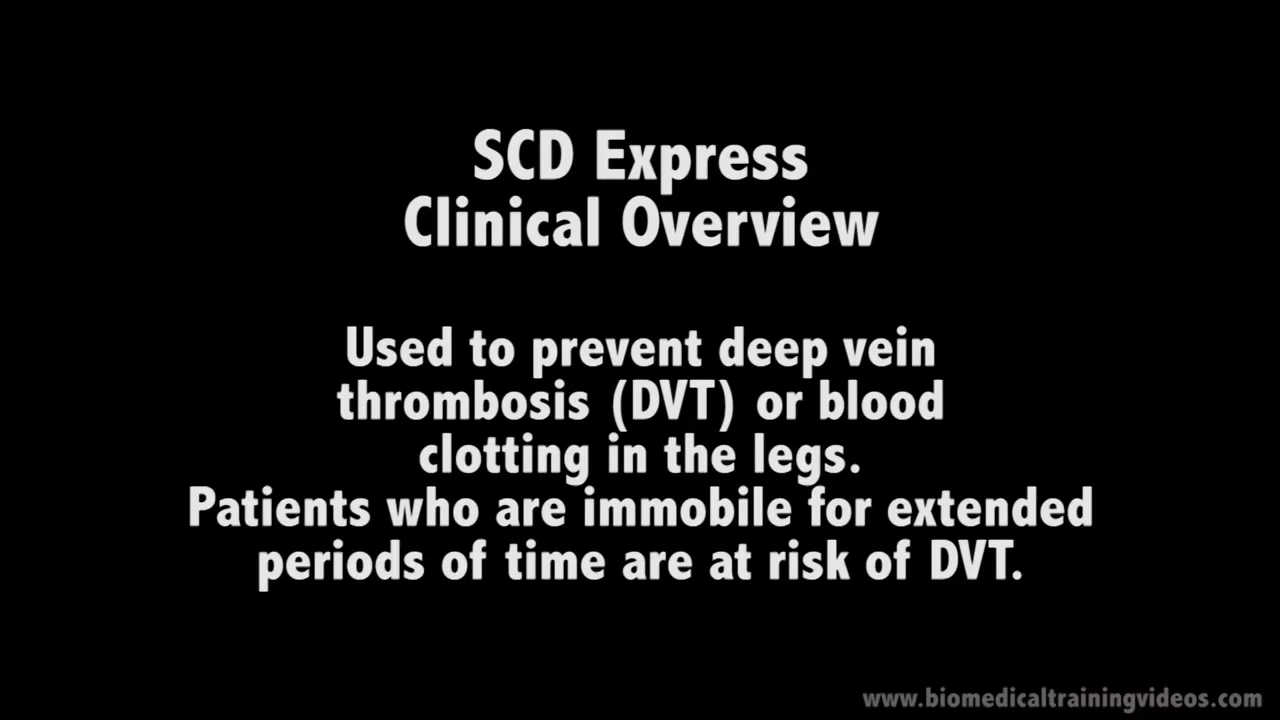 SCD Express
Clinical Overview
Used to prevent deep vein
thrombosis (DVT) or blood
clotting in the legs.
Patients who are immobile for extended
periods of time are at risk of DVT.
www.biomedicaltrainingvideos.com